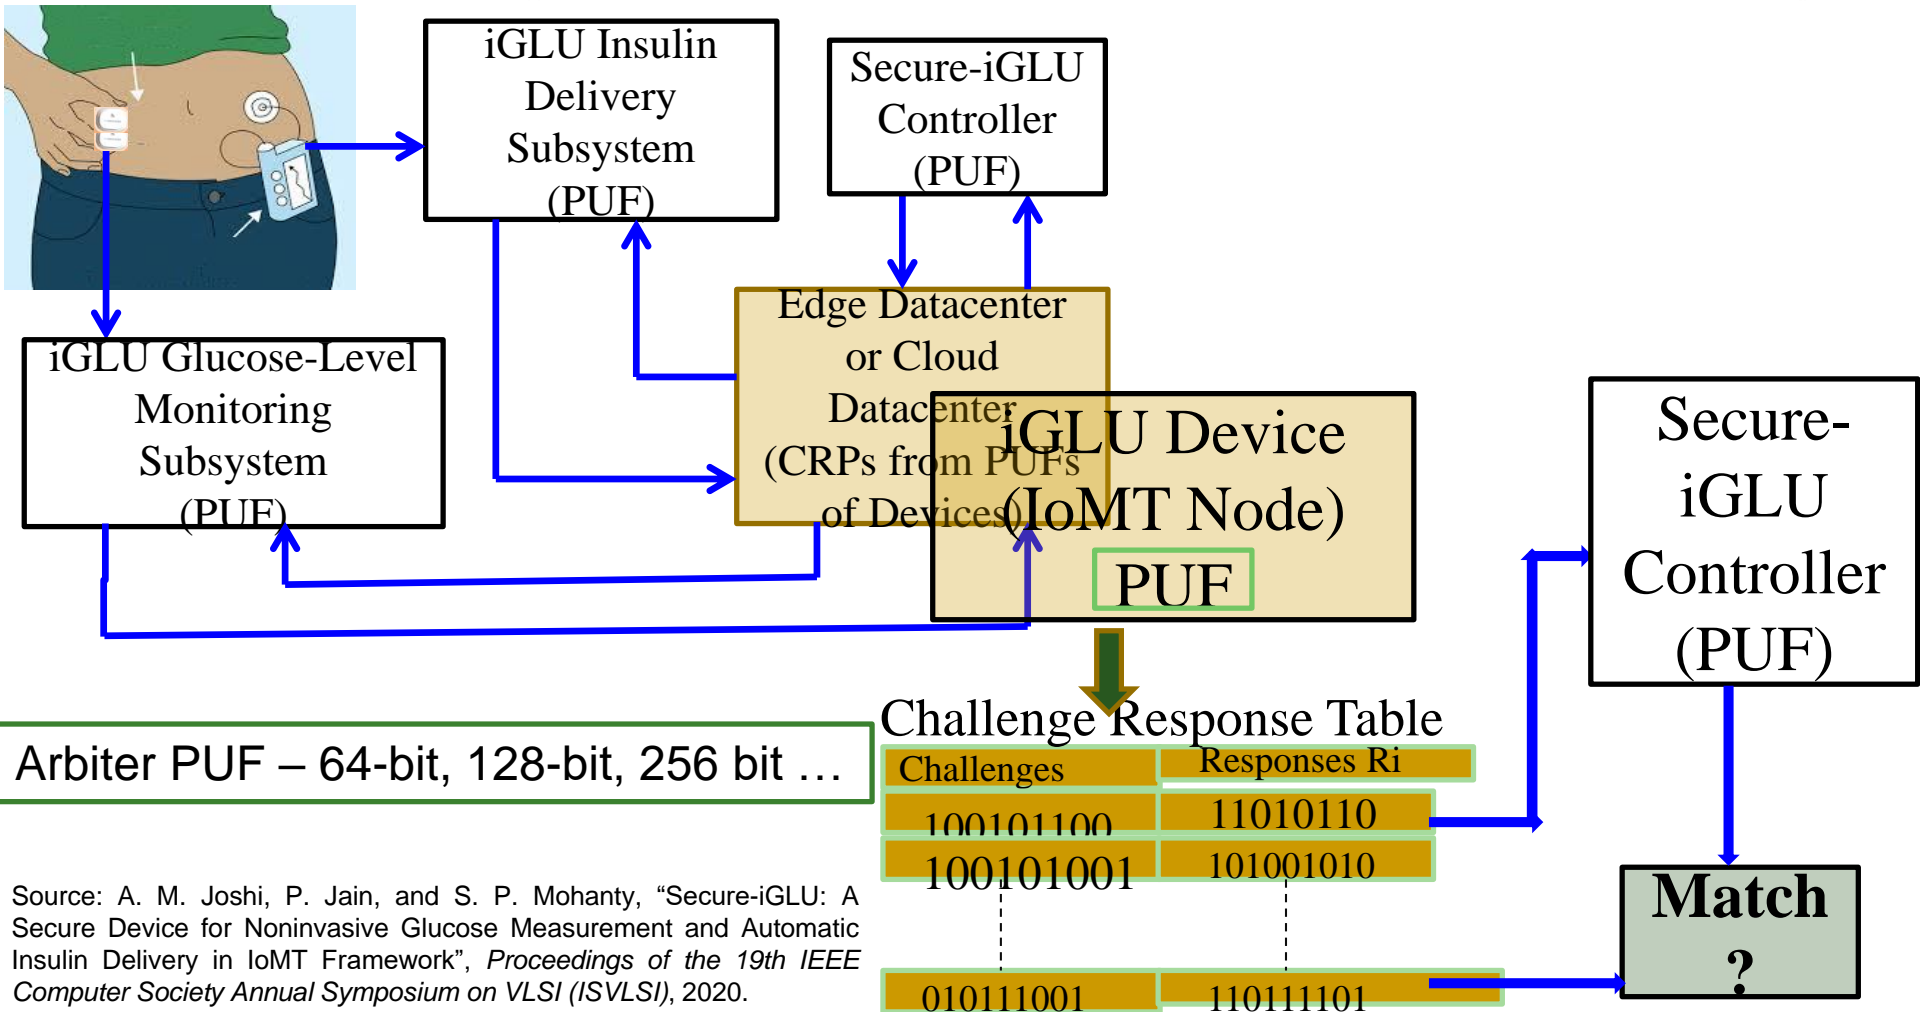 iGLU Insulin
Delivery
Subsystem
(PUF)
Secure-iGLU
Controller
(PUF)
iGLU Glucose-Level
Monitoring
Subsystem
(PUF)
Edge Datacenter
or Cloud
Datacenter
(CRPs from PUFs
of Devices)
iGLU Device
(IoMT Node)
PUF
Secure-
iGLU
Controller
(PUF)
Challenge Response Table
Challenges
Responses Ri
100101100
11010110
100101001
101001010
010111001
110111101
Match
?
Arbiter PUF – 64-bit, 128-bit, 256 bit …
Source: A. M. Joshi, P. Jain, and S. P. Mohanty, “Secure-iGLU: A
Secure Device for Noninvasive Glucose Measurement and Automatic
Insulin Delivery in IoMT Framework”, Proceedings of the 19th IEEE
Computer Society Annual Symposium on VLSI (ISVLSI), 2020.